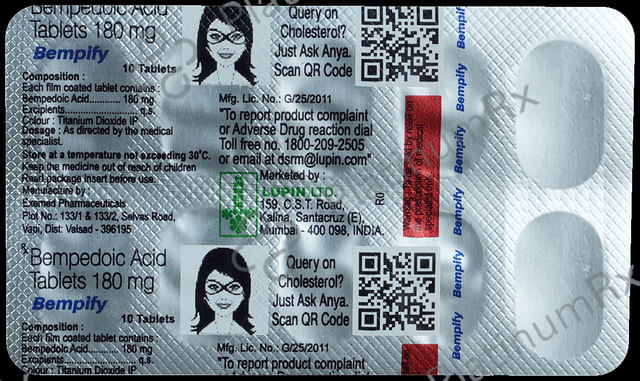 Bempedoic Acid
Tablets 180 mg
Bempify
10 Tablets
Composition :
Each film coated tablet contains :
Bempedoic Acid............ 180 mg
Excipients.................... q.s.
Colour : Titanium Dioxide IP
Dosage : As directed by the medical
specialist.
Store at a temperature not exceeding 30°C.
Keep the medicine out of reach of children
Read package insert before use.
Manufacture by :
Exemed Pharmaceuticals
Plot No.: 133/1 & 133/2, Selvas Road,
Vapi, Dist: Valsad - 396195
Query on
Cholesterol?
Just Ask Anya.
Scan QR Code
Mfg. Lic. No.: G/25/2011
"To report product complaint
or Adverse Drug reaction dial
Toll free no. 1800-209-2505
or email at dsrm@lupin.com"
Marketed by :
LUPIN LTD.
159, C.S.T. Road,
Kalina, Santacruz (E),
Mumbai - 400 098, INDIA.
R0
Bempify
Bempify
Bempify
Bempify
Bempify
Bempify
Rx
Bempedoic Acid
Tablets 180 mg
Bempify
10 Tablets
Composition :
Each film coated tablet contains :
Bempedoic Acid............ 180 mg
Excipients.................... q.s.
Colour : Titanium Dioxide IP
Query on
Cholesterol?
Just Ask Anya.
Scan QR Code
Mfg. Lic. No.: G/25/2011
"To report product complaint